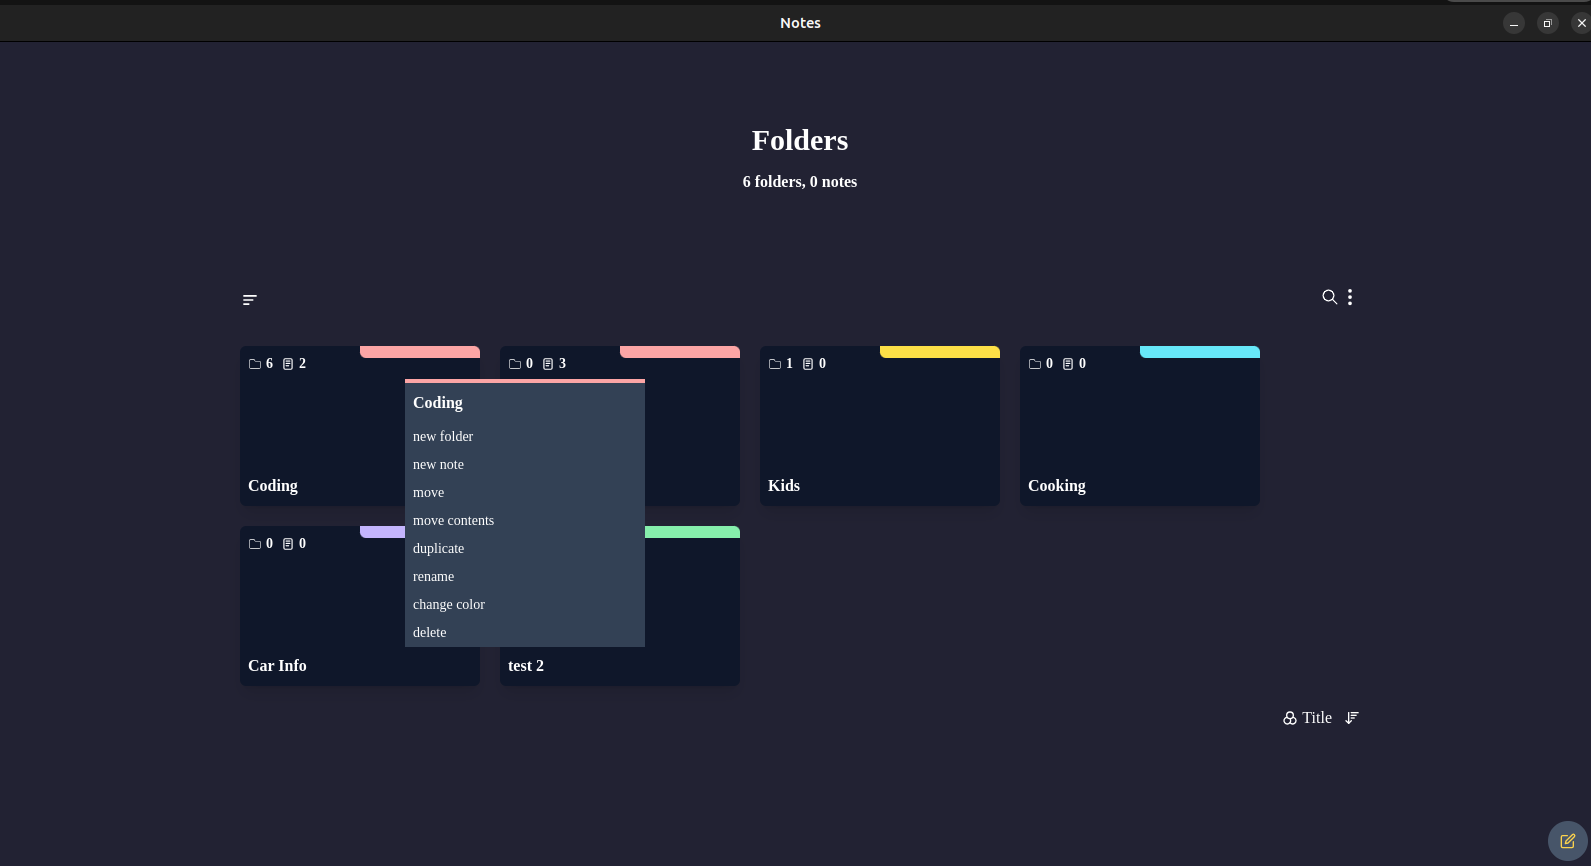 Notes
Folders
6 folders, 0 notes
6 2
0 3
1 0
0 0
Coding
new folder
new note
move
move contents
duplicate
rename
change color
delete
Coding
Kids
Cooking
0 0
Car Info
test 2
Title